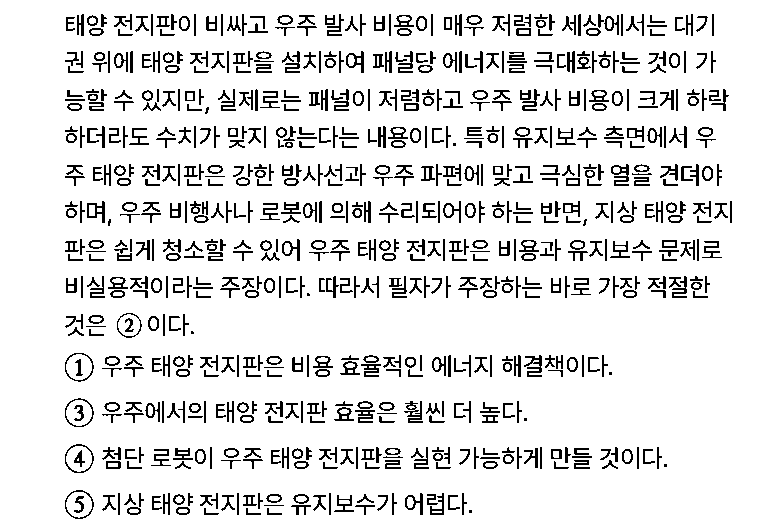 태양 전지판이 비싸고 우주 발사 비용이 매우 저렴한 세상에서는 대기
권 위에 태양 전지판을 설치하여 패널당 에너지를 극대화하는 것이 가
능할 수 있지만, 실제로는 패널이 저렴하고 우주 발사 비용이 크게 하락
하더라도 수치가 맞지 않는다는 내용이다. 특히 유지보수 측면에서 우
주 태양 전지판은 강한 방사선과 우주 파편에 맞고 극심한 열을 견뎌야
하며, 우주 비행사나 로봇에 의해 수리되어야 하는 반면, 지상 태양 전지
판은 쉽게 청소할 수 있어 우주 태양 전지판은 비용과 유지보수 문제로
비실용적이라는 주장이다. 따라서 필자가 주장하는 바로 가장 적절한
것은 ②이다.
① 우주 태양 전지판은 비용 효율적인 에너지 해결책이다.
③ 우주에서의 태양 전지판 효율은 훨씬 더 높다.
④ 첨단 로봇이 우주 태양 전지판을 실현 가능하게 만들 것이다.
⑤ 지상 태양 전지판은 유지보수가 어렵다.